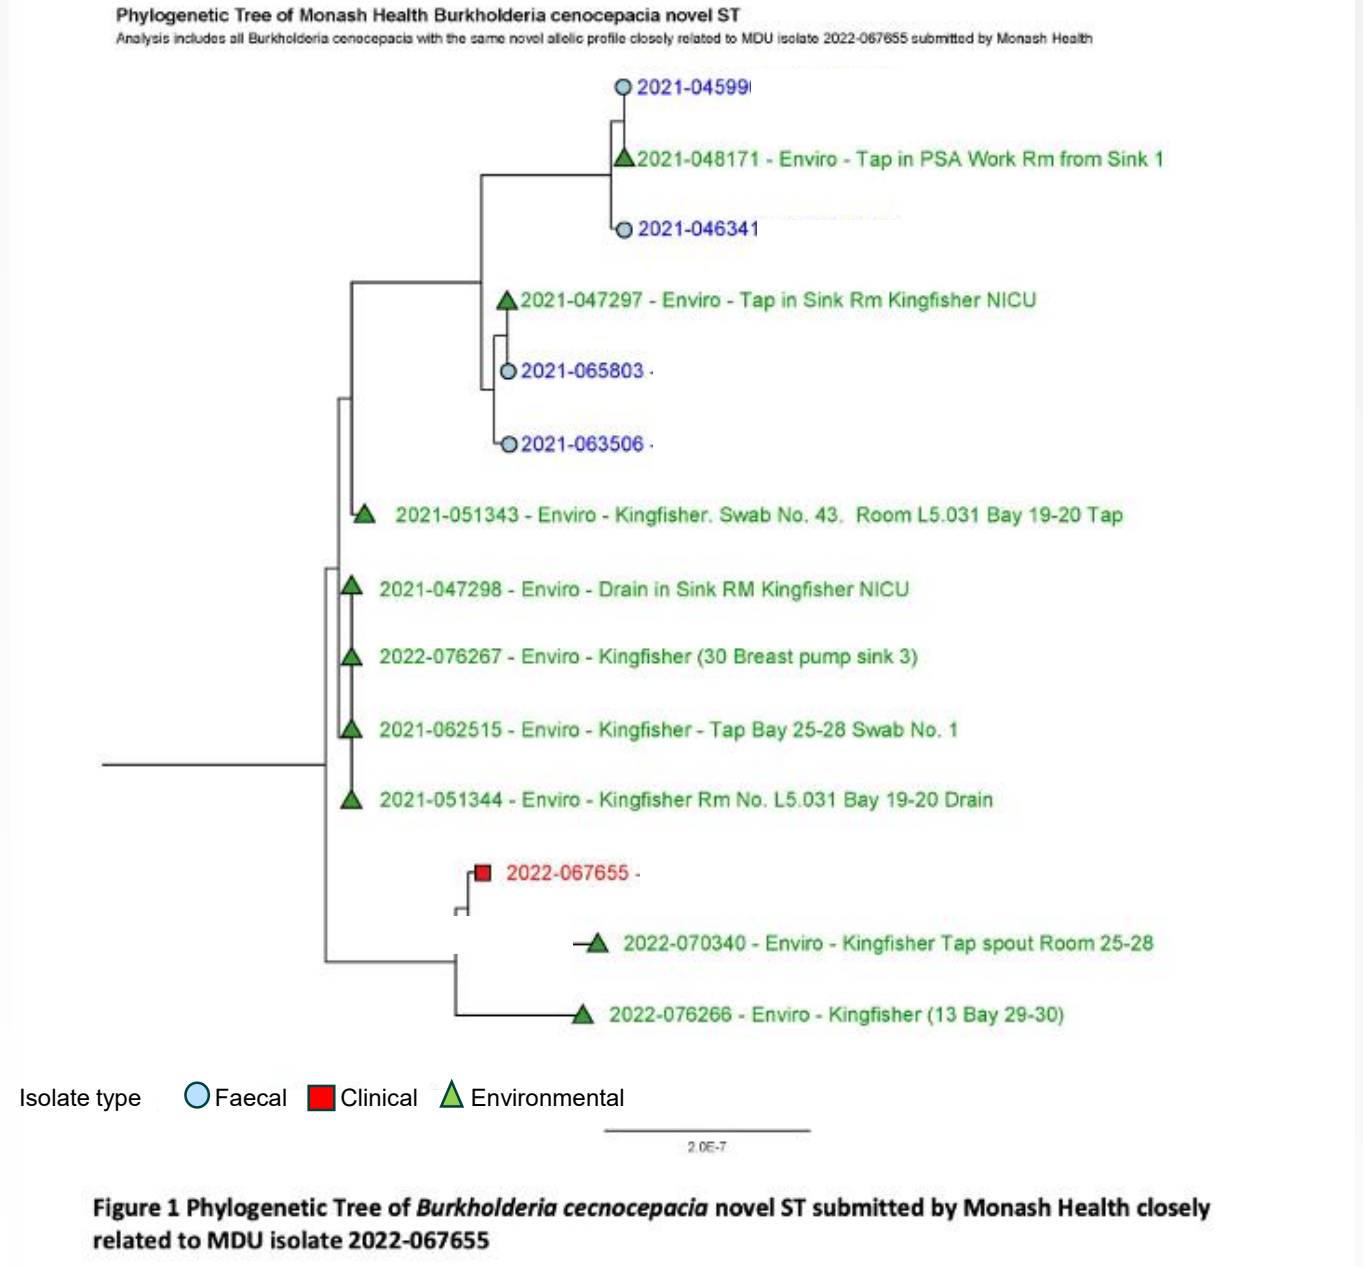 Phylogenetic Tree of Monash Health Burkholderia cenocepacia novel ST
Analysis includes all Burkholderia cenocepacia with the same novel allelic profile closely related to MDU isolate 2022-067655 submitted by Monash Health
2021-04599
2021-048171 - Enviro - Tap in PSA Work Rm from Sink 1
2021-046341
2021-047297 - Enviro - Tap in Sink Rm Kingfisher NICU
2021-065803 -
2021-063506 -
2021-051343 - Enviro - Kingfisher. Swab No. 43. Room L5.031 Bay 19-20 Tap
2021-047298 - Enviro - Drain in Sink RM Kingfisher NICU
2022-076267 - Enviro - Kingfisher (30 Breast pump sink 3)
2021-062515 - Enviro - Kingfisher - Tap Bay 25-28 Swab No. 1
2021-051344 - Enviro - Kingfisher Rm No. L5.031 Bay 19-20 Drain
2022-067655 -
2022-070340 - Enviro - Kingfisher Tap spout Room 25-28
2022-076266 - Enviro - Kingfisher (13 Bay 29-30)
Isolate type Faecal Clinical Environmental
2.0E-7
Figure 1 Phylogenetic Tree of Burkholderia cecnocepacia novel ST submitted by Monash Health closely
related to MDU isolate 2022-067655